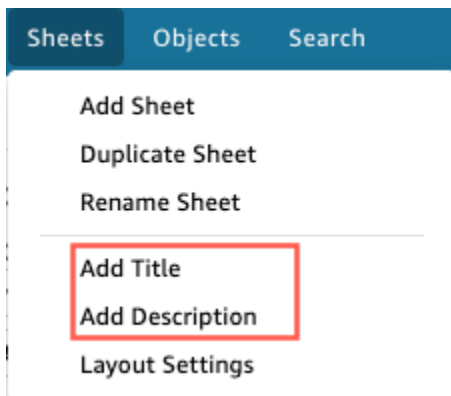 Sheets Objects Search
Add Sheet
Duplicate Sheet
Rename Sheet
Add Title
Add Description
Layout Settings